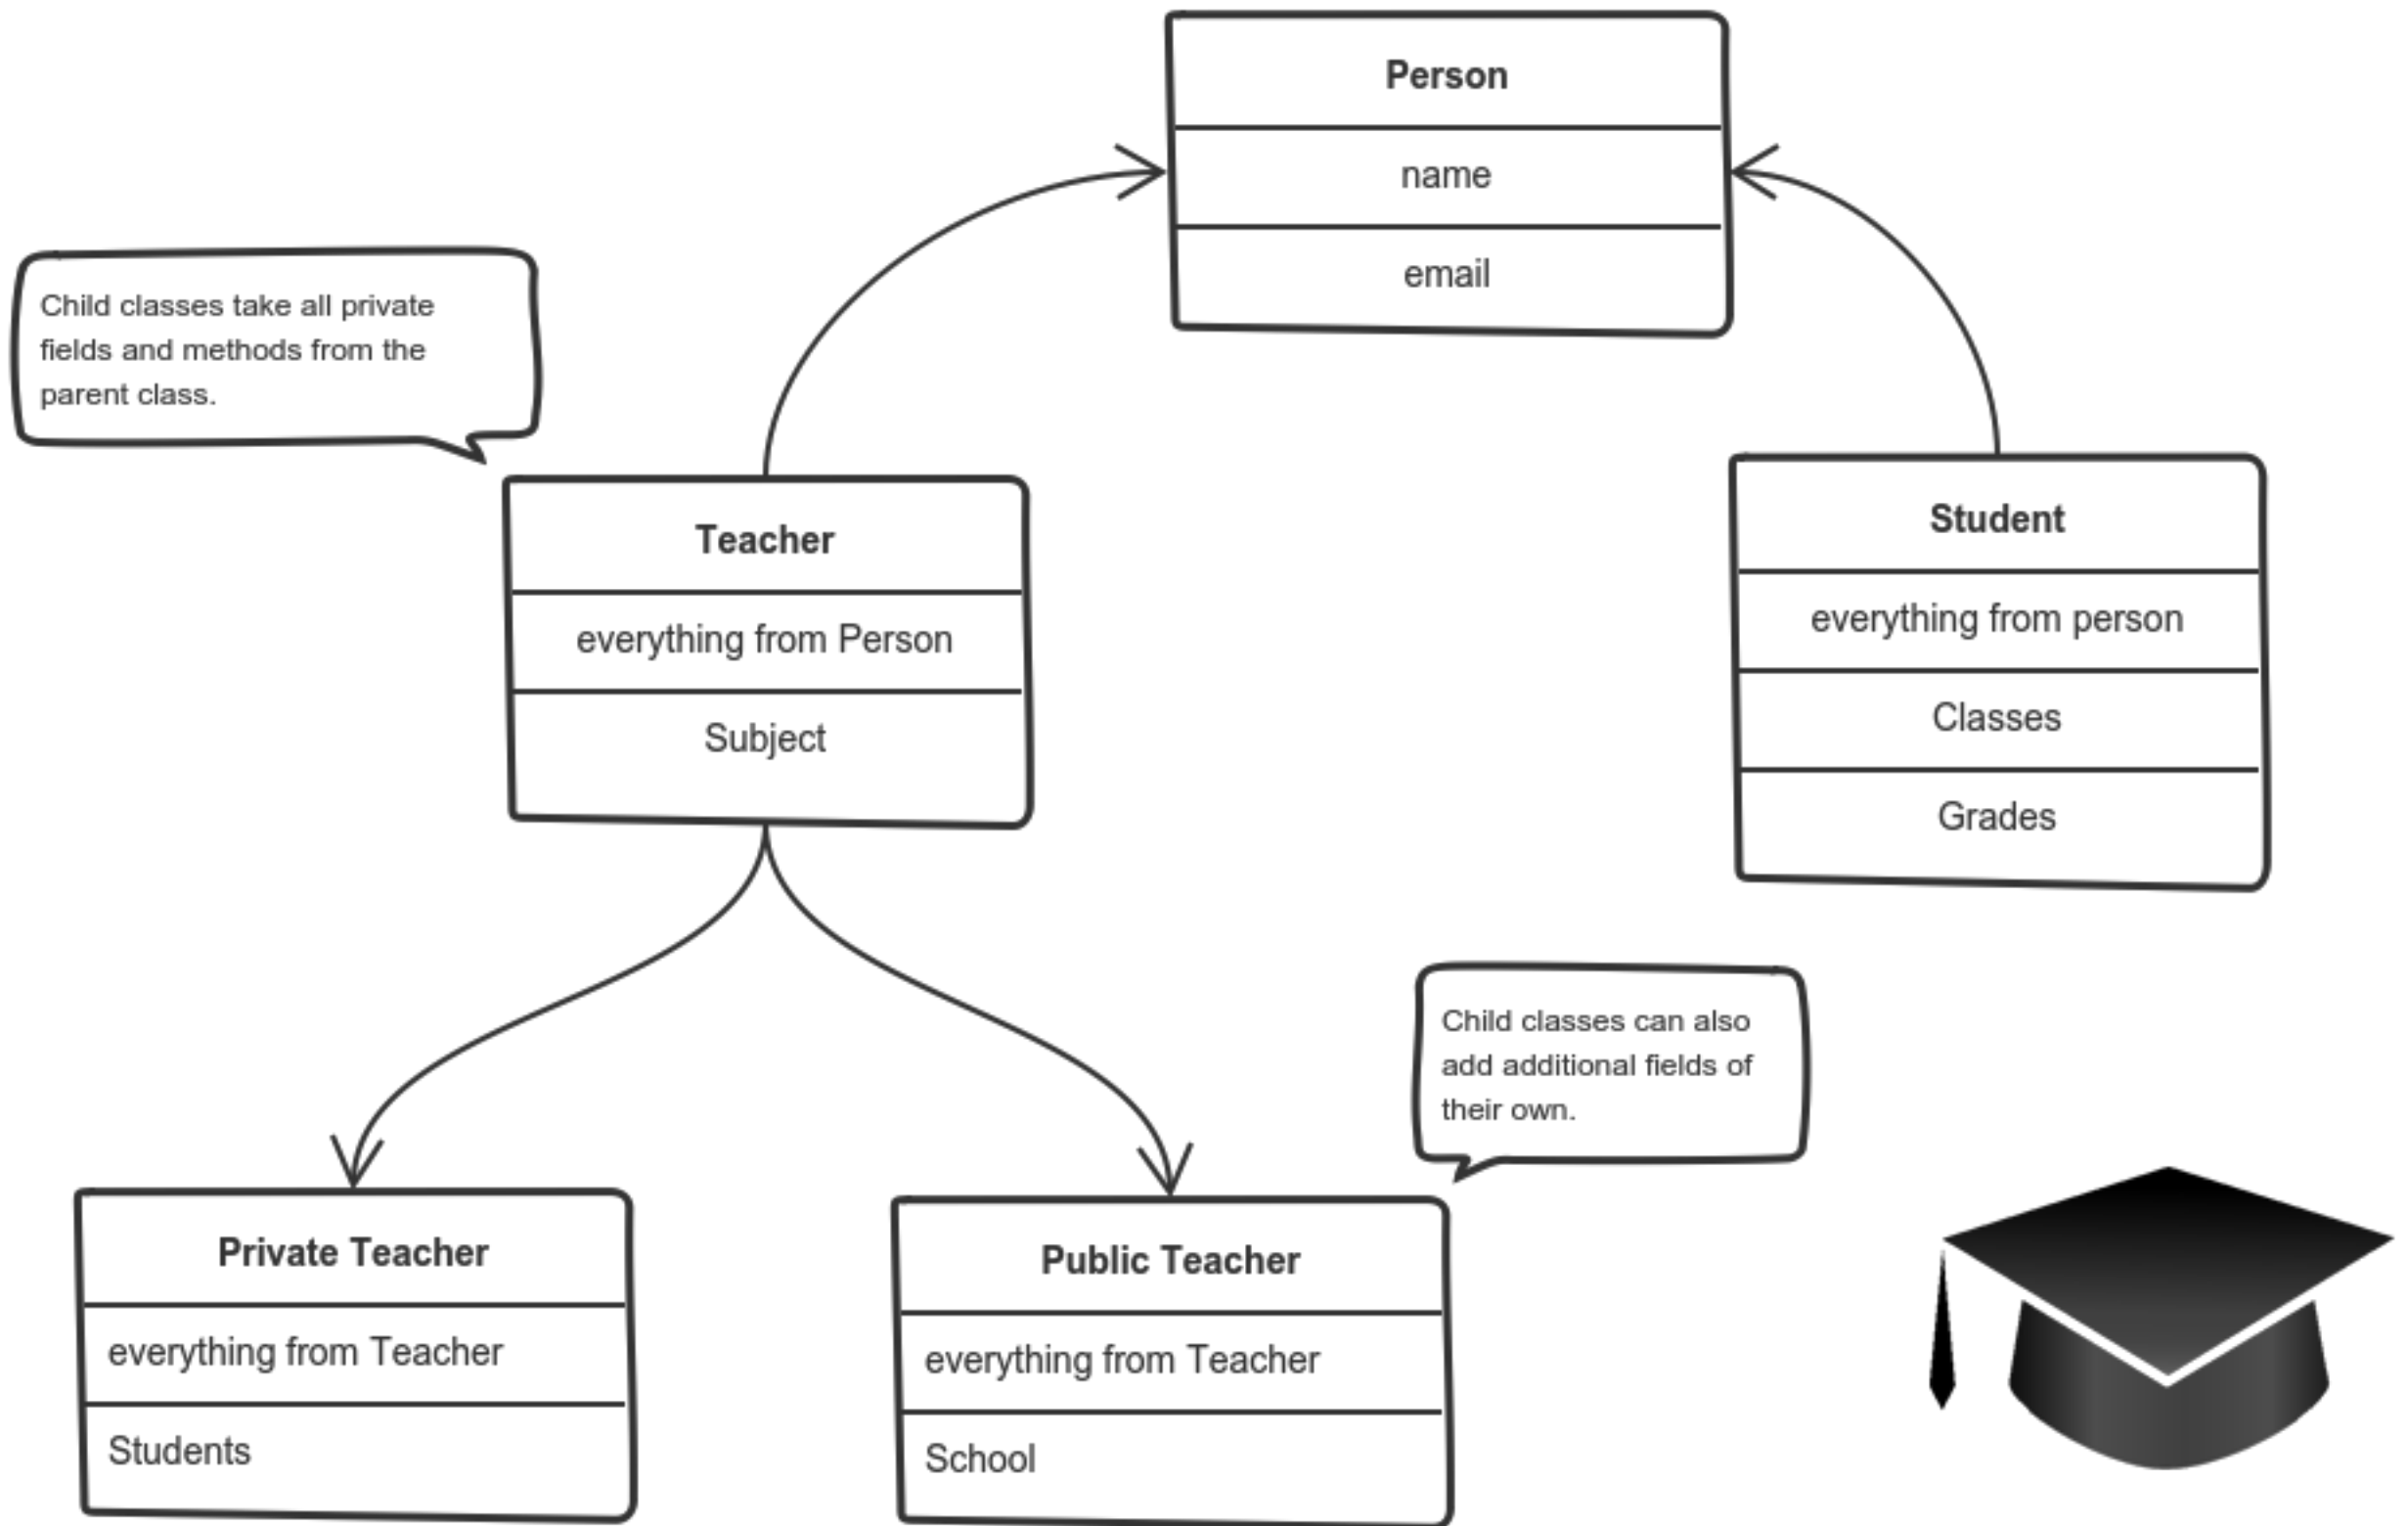 Person
name
email
Child classes take all private
fields and methods from the
parent class.
Teacher
everything from Person
Subject
Student
everything from person
Classes
Grades
Child classes can also
add additional fields of
their own.
Private Teacher
everything from Teacher
Students
Public Teacher
everything from Teacher
School